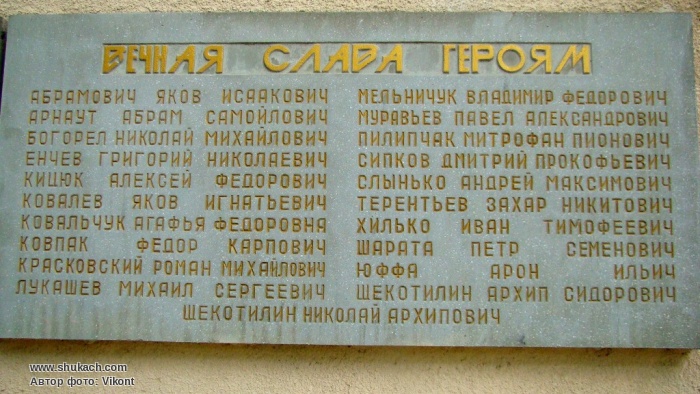 ВЕЧНАЯ СЛАВА ГЕРОЯМ
АБРАМОВИЧ ЯКОВ ИСААКОВИЧ
АРНАУТ АБРАМ САМОЙЛОВИЧ
БОГОРЕЛ НИКОЛАЙ МИХАЙЛОВИЧ
ЕНЧЕВ ГРИГОРИЙ НИКОЛАЕВИЧ
КИЦЮК АЛЕКСЕЙ ФЕДОРОВИЧ
КОВАЛЕВ ЯКОВ ИГНАТЬЕВИЧ
КОВАЛЬЧУК АГАФЬЯ ФЕДОРОВНА
КОВПАК ФЕДОР КАРПОВИЧ
КРАСКОВСКИЙ РОМАН МИХАЙЛОВИЧ
ЛУКАШЕВ МИХАИЛ СЕРГЕЕВИЧ
МЕЛЬНИЧУК ВЛАДИМИР ФЕДОРОВИЧ
МУРАВЬЕВ ПАВЕЛ АЛЕКСАНДРОВИЧ
ПИЛИПЧАК МИТРОФАН ПИОНОВИЧ
СИПКОВ ДМИТРИЙ ПРОКОФЬЕВИЧ
СЛЫНЬКО АНДРЕЙ МАКСИМОВИЧ
ТЕРЕНТЬЕВ ЗАХАР НИКИТОВИЧ
ХИЛЬКО ИВАН ТИМОФЕЕВИЧ
ШАРАТА ПЕТР СЕМЕНОВИЧ
ЮФФА АРОН ИЛЬИЧ
ЩЕКОТИЛИН АРХИП СИДОРОВИЧ
ЩЕКОТИЛИН НИКОЛАЙ АРХИПОВИЧ
www.shukach.com
Автор фото: Vikont